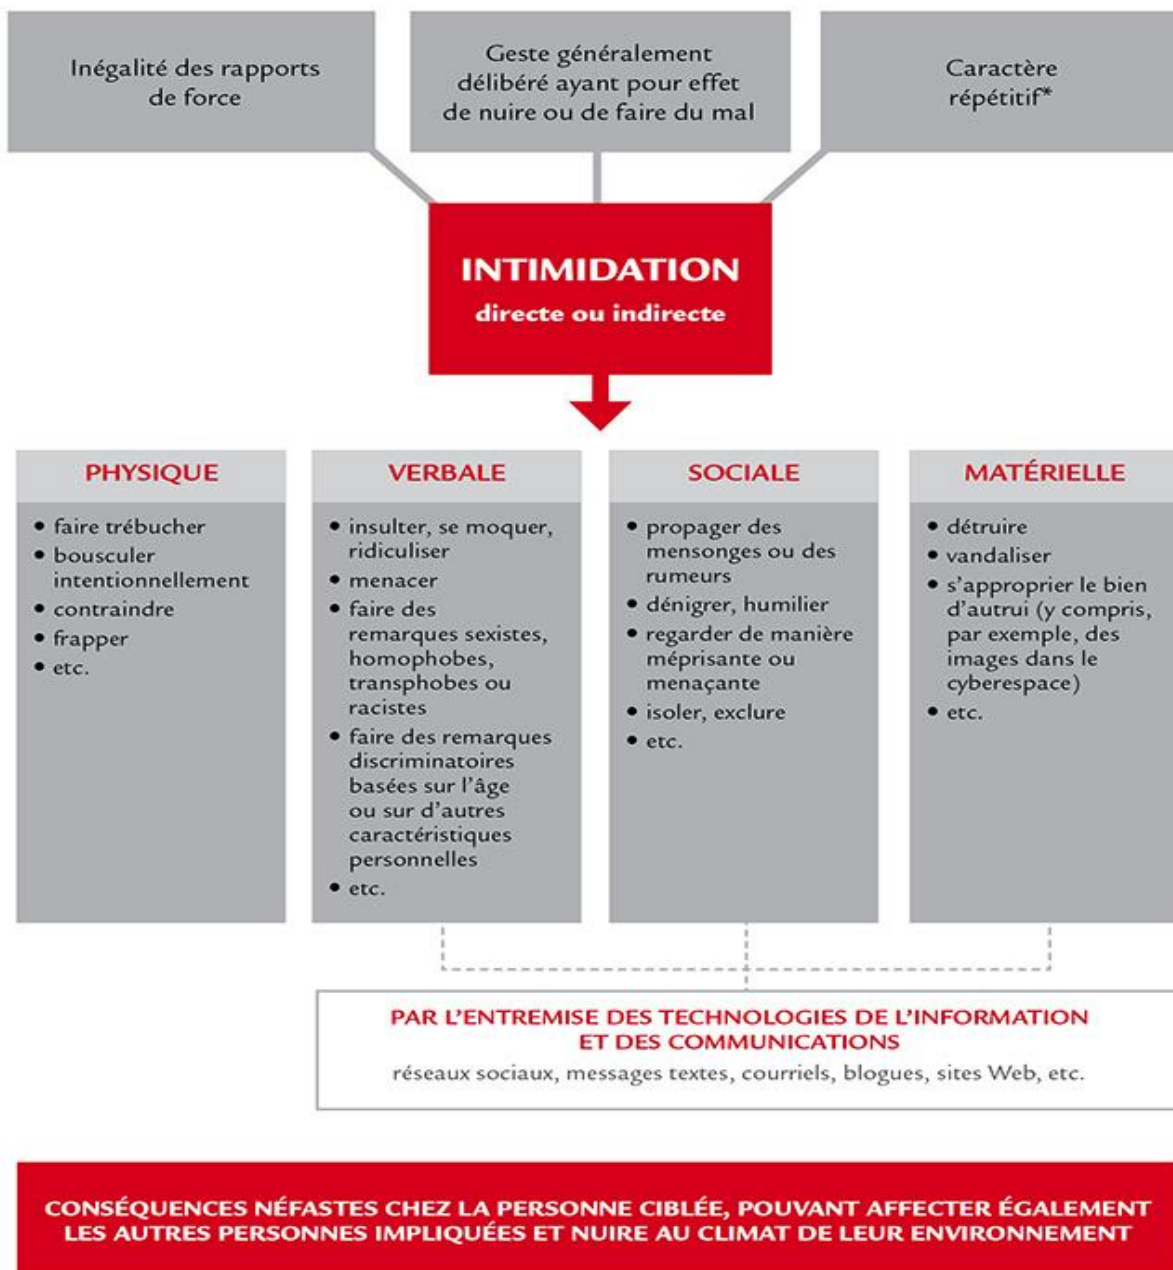 Inégalité des rapports
de force
Geste généralement
délibéré ayant pour effet
de nuire ou de faire du mal
Caractère
répétitif*
INTIMIDATION
directe ou indirecte
PHYSIQUE
• faire trébucher
• bousculer
intentionnellement
• contraindre
• frapper
• etc.
VERBALE
• insulter, se moquer,
ridiculiser
• menacer
• faire des
remarques sexistes,
homophobes,
transphobes ou
racistes
• faire des remarques
discriminatoires
basées sur l'âge
ou sur d'autres
caractéristiques
personnelles
• etc.
SOCIALE
• propager des
mensonges ou des
rumeurs
• dénigrer, humilier
• regarder de manière
méprisante ou
menaçante
• isoler, exclure
• etc.
MATÉRIELLE
• détruire
• vandaliser
• s'approprier le bien
d'autrui (y compris,
par exemple, des
images dans le
cyberespace)
• etc.
PAR L'ENTREMISE DES TECHNOLOGIES DE L'INFORMATION
ET DES COMMUNICATIONS
réseaux sociaux, messages textes, courriels, blogues, sites Web, etc.
CONSÉQUENCES NÉFASTES CHEZ LA PERSONNE CIBLÉE, POUVANT AFFECTER ÉGALEMENT
LES AUTRES PERSONNES IMPLIQUÉES ET NUIRE AU CLIMAT DE LEUR ENVIRONNEMENT